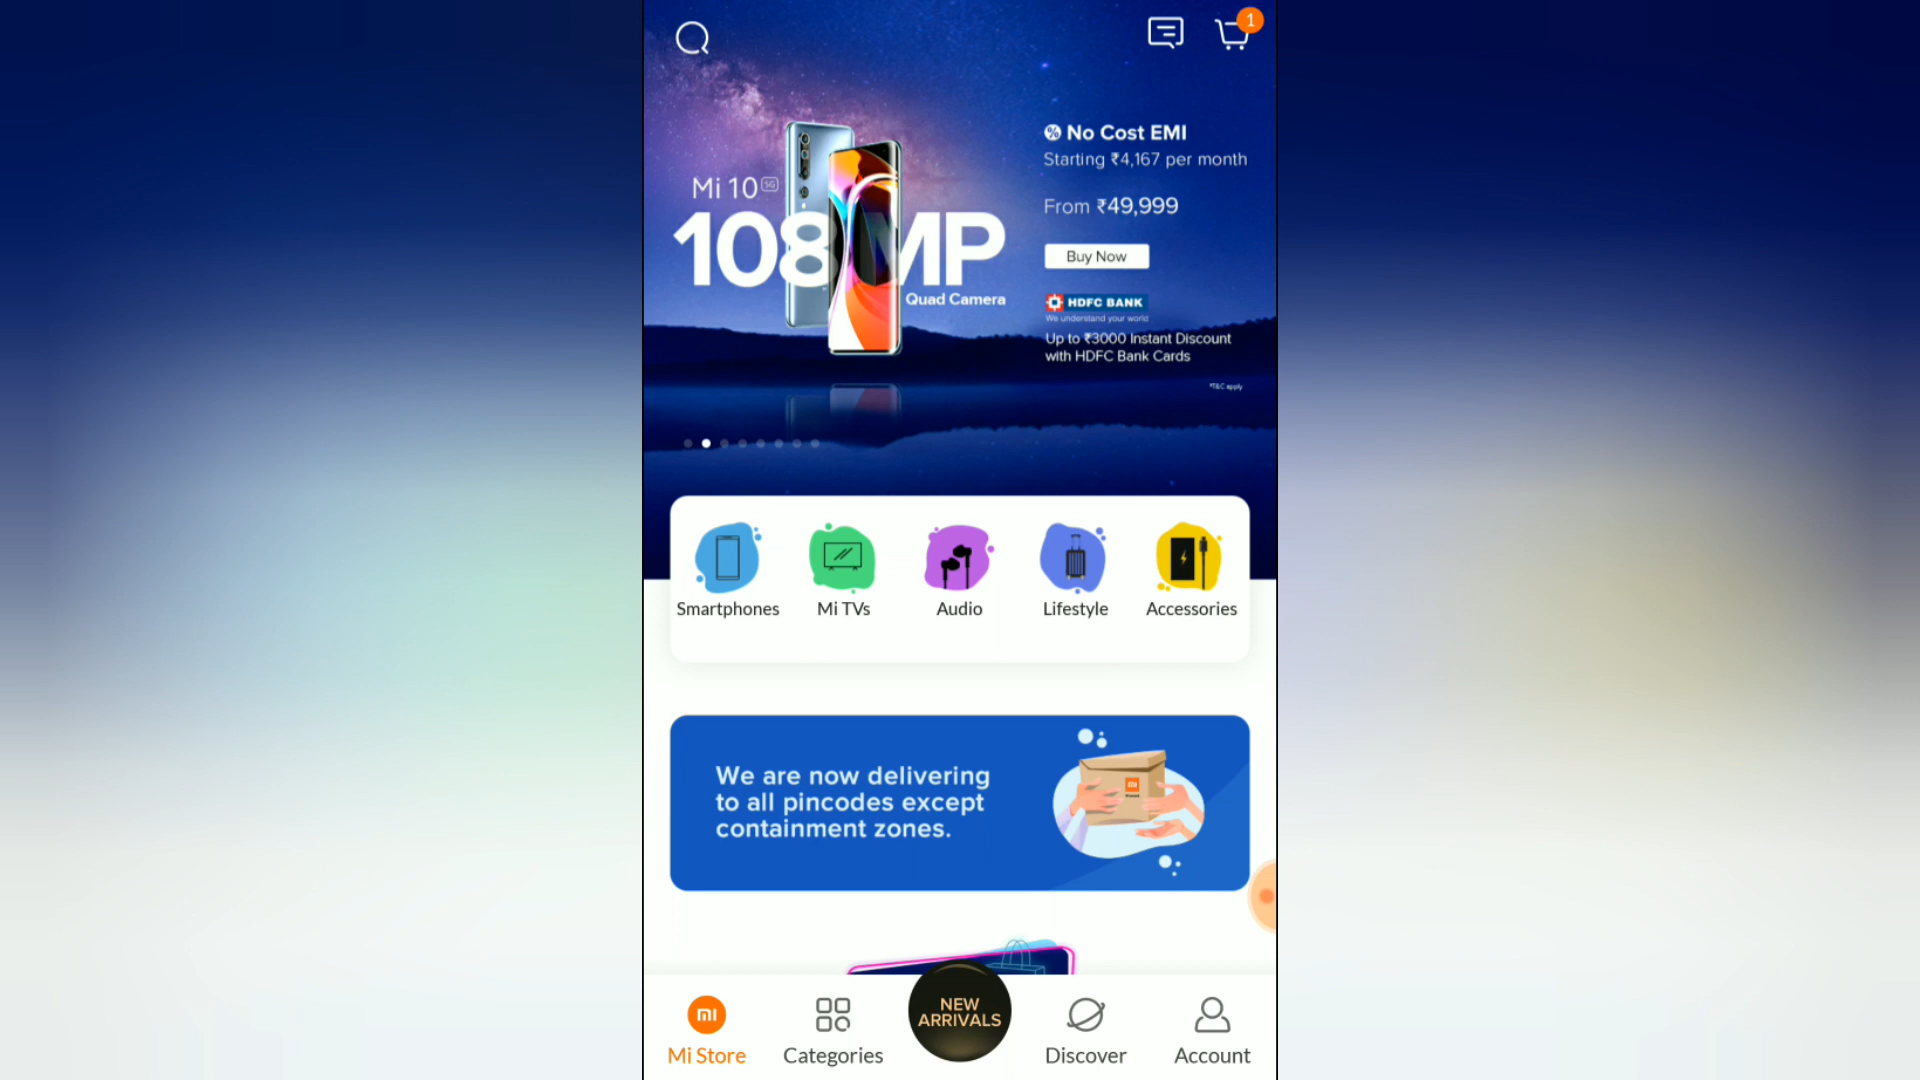 1
No Cost EMI
Starting ₹4,167 per month
Mi 10 5G
From ₹49,999
108MP
Buy Now
Quad Camera
HDFC BANK
We understand your world
Up to ₹3000 Instant Discount
with HDFC Bank Cards
*T&C apply
Smartphones
Mi TVs
Audio
Lifestyle
Accessories
We are now delivering
to all pincodes except
containment zones.
mi
NEW
ARRIVALS
mi
Mi Store
Categories
Discover
Account